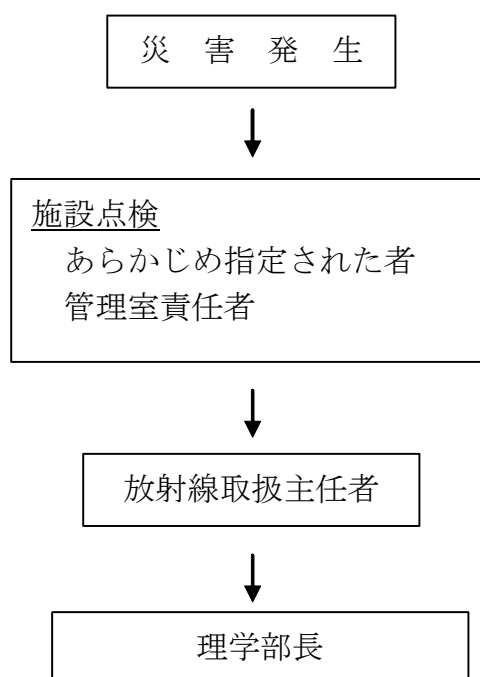 災 害 発 生
施設点検
あらかじめ指定された者
管理室責任者
放射線取扱主任者
理学部長